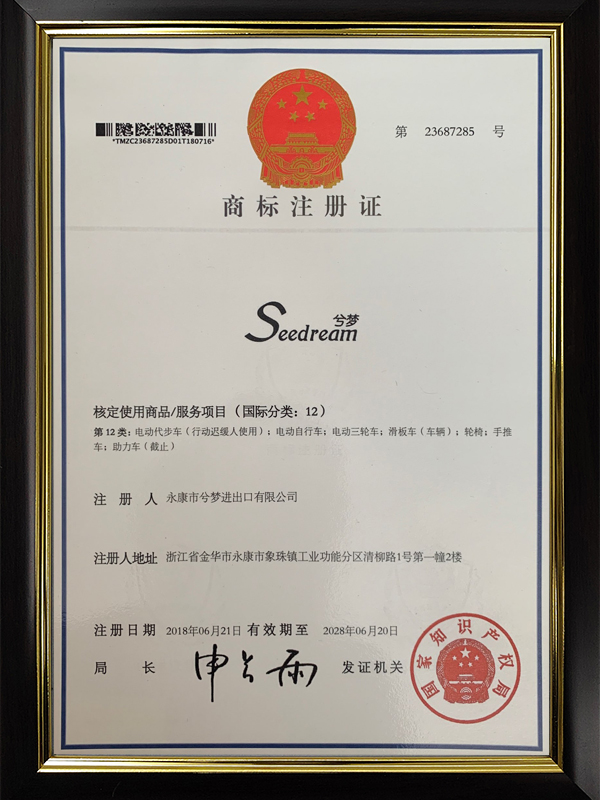 第 23687285 号
*TMZC23687285D01T180716*
商标注册证
兮梦
Seedream
核定使用商品/服务项目（国际分类：12）
第12类：电动代步车（行动迟缓人使用）；电动自行车；电动三轮车；滑板车（车辆）；轮椅；手推
车；助力车（截止）
注册人 永康市兮梦进出口有限公司
注册人地址 浙江省金华市永康市象珠镇工业功能分区清柳路1号第一幢2楼
注册日期 2018年06月21日 有效期至 2028年06月20日
局长 申长雨 发证机关
国家知识产权局